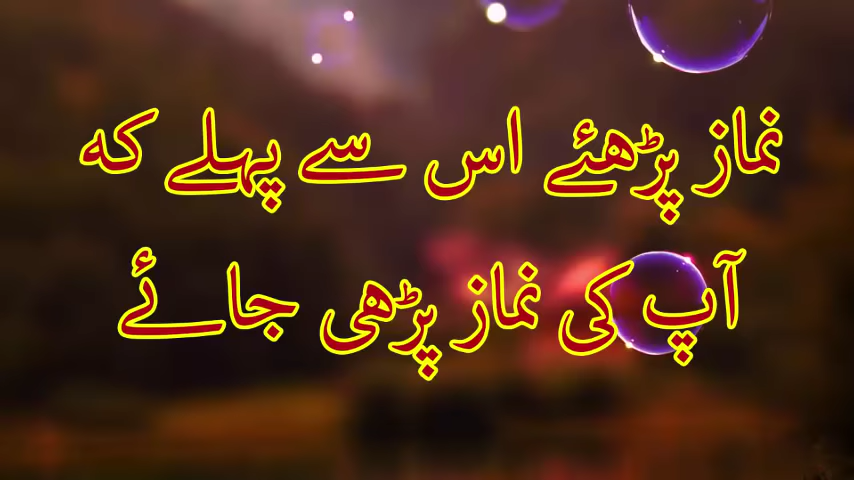 نماز پڑھئے اس سے پہلے کہ
آپ کی نماز پڑھی جائے